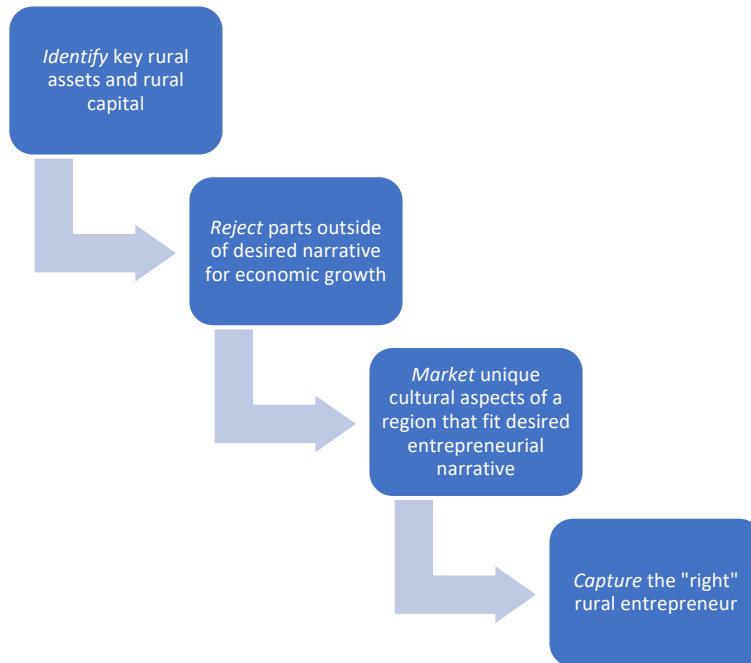 Identify key rural
assets and rural
capital
Reject parts outside
of desired narrative
for economic growth
Market unique
cultural aspects of a
region that fit desired
entrepreneurial
narrative
Capture the "right"
rural entrepreneur